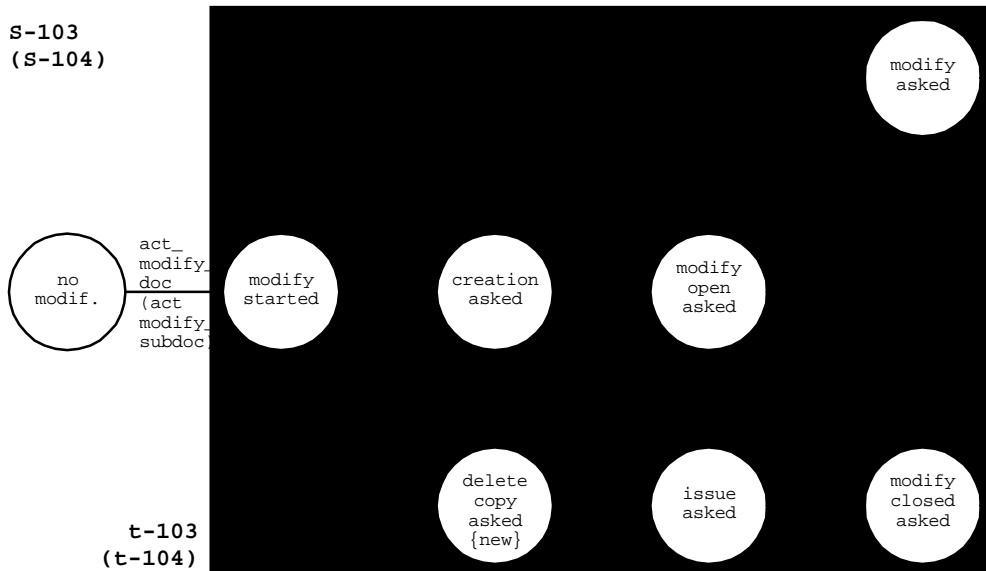 S-103
(S-104)
modify
asked
act_
modify_
doc
(act
modify_
subdoc)
no
modif.
modify
started
creation
asked
modify
open
asked
delete
copy
asked
{new}
issue
asked
modify
closed
asked
t-103
(t-104)